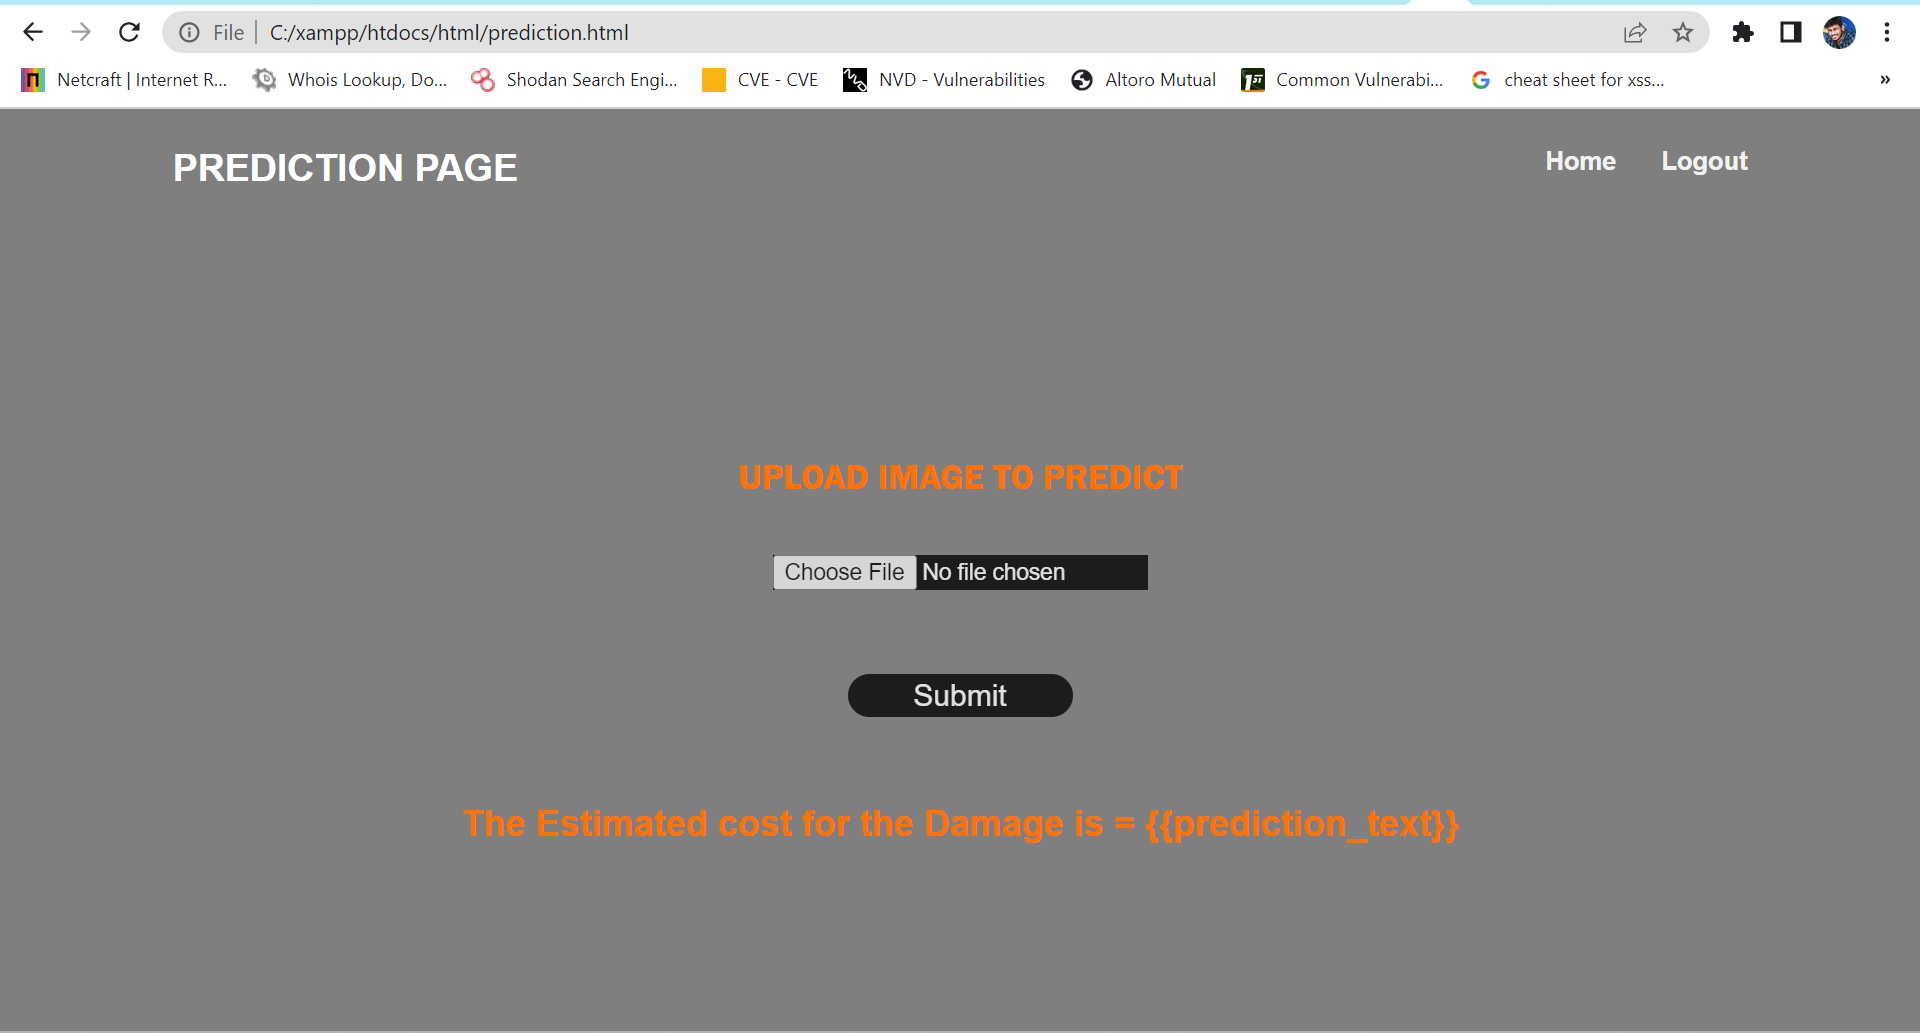 File C:/xampp/htdocs/html/prediction.html
Netcraft | Internet R... Whois Lookup, Do... Shodan Search Engi... CVE - CVE NVD - Vulnerabilities Altoro Mutual Common Vulnerabi... cheat sheet for xss... »
PREDICTION PAGE Home Logout
UPLOAD IMAGE TO PREDICT
Choose File No file chosen
Submit
The Estimated cost for the Damage is = {{prediction_text}}